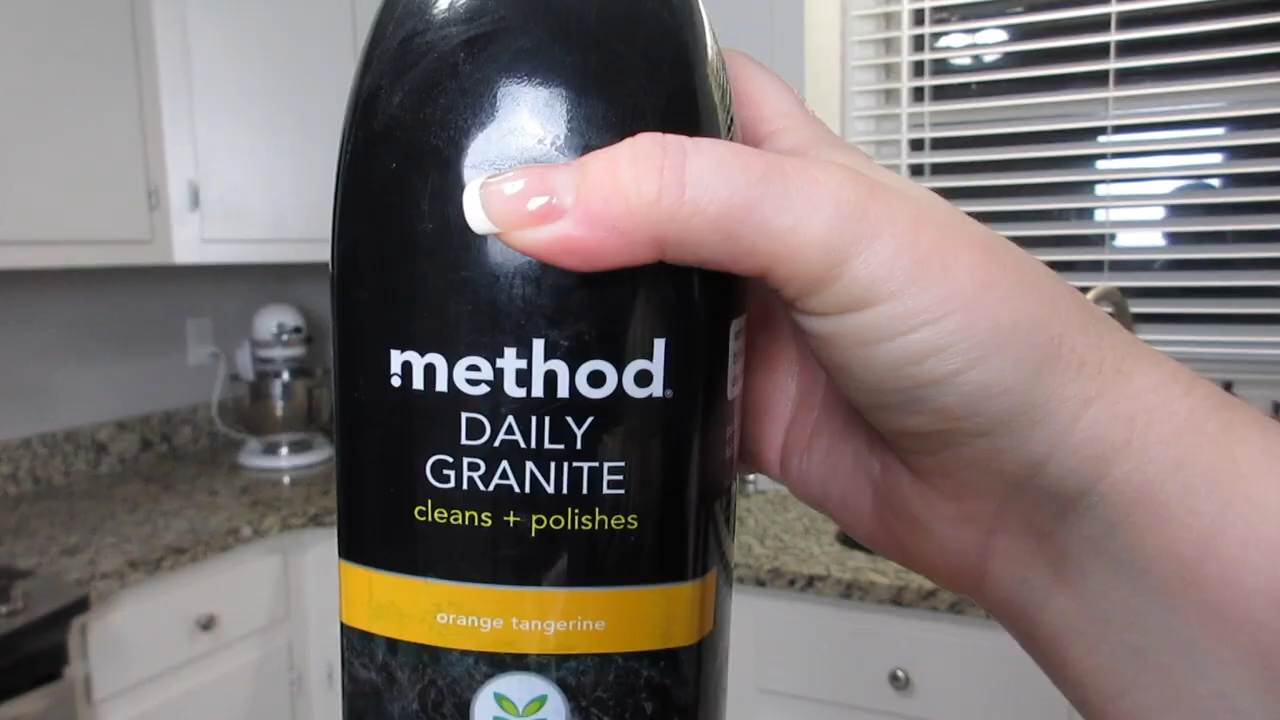 method®
DAILY
GRANITE
cleans + polishes
orange tangerine